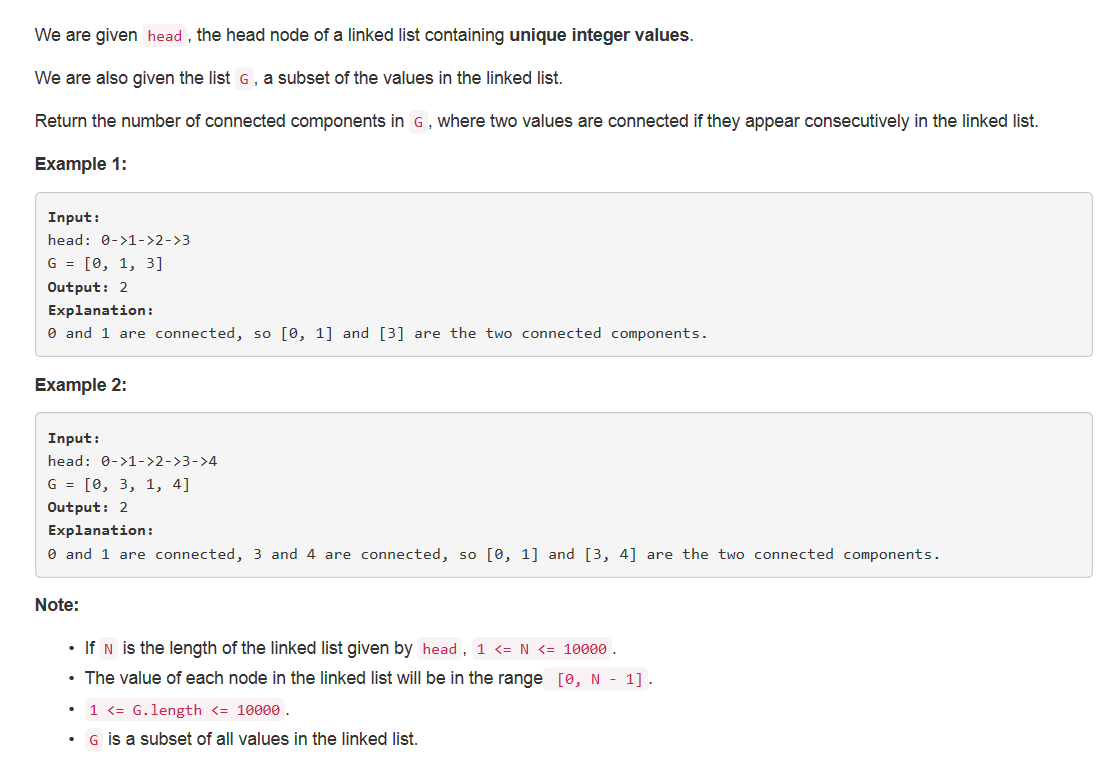 We are given head , the head node of a linked list containing unique integer values.
We are also given the list G , a subset of the values in the linked list.
Return the number of connected components in G , where two values are connected if they appear consecutively in the linked list.
Example 1:
Input:
head: 0->1->2->3
G = [0, 1, 3]
Output: 2
Explanation:
0 and 1 are connected, so [0, 1] and [3] are the two connected components.
Example 2:
Input:
head: 0->1->2->3->4
G = [0, 3, 1, 4]
Output: 2
Explanation:
0 and 1 are connected, 3 and 4 are connected, so [0, 1] and [3, 4] are the two connected components.
Note:
• If N is the length of the linked list given by head , 1 <= N <= 10000 .
• The value of each node in the linked list will be in the range [0, N - 1] .
• 1 <= G.length <= 10000 .
• G is a subset of all values in the linked list.